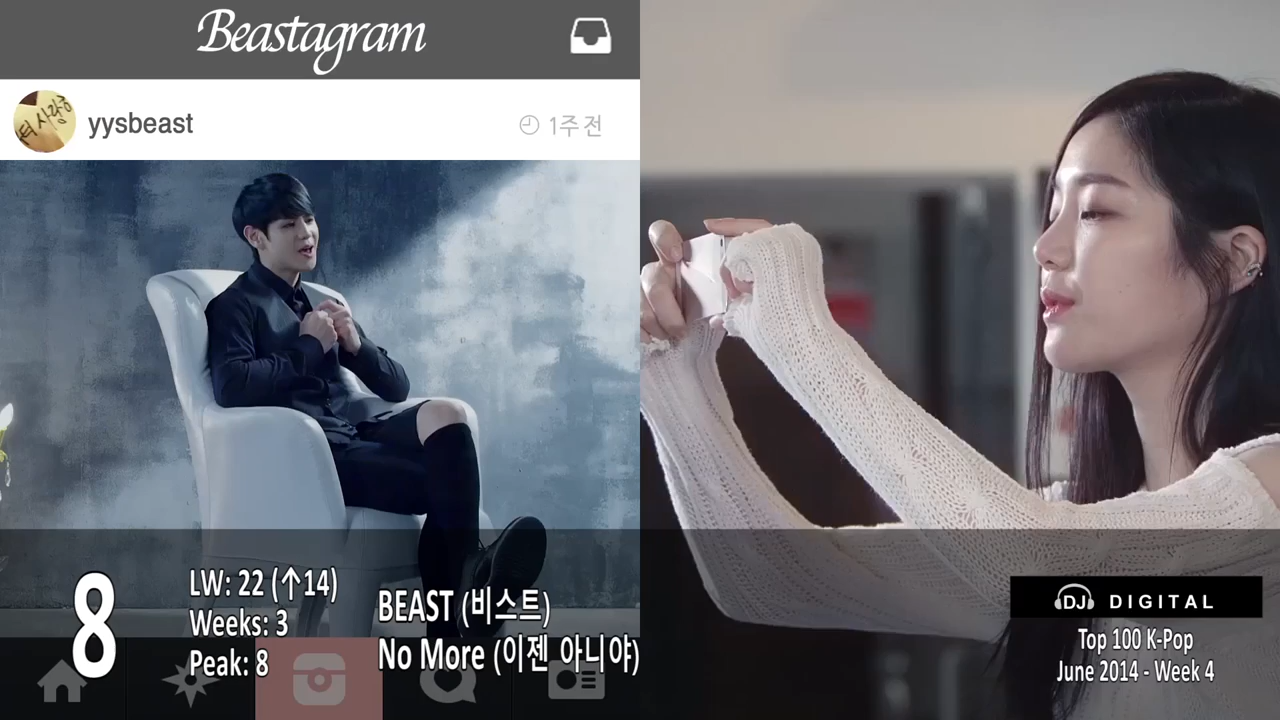 Beastagram
yysbeast
1주 전
8
LW: 22 (↑14)
Weeks: 3
Peak: 8
BEAST (비스트)
No More (이젠 아니야)
DJ DIGITAL
Top 100 K-Pop
June 2014 - Week 4